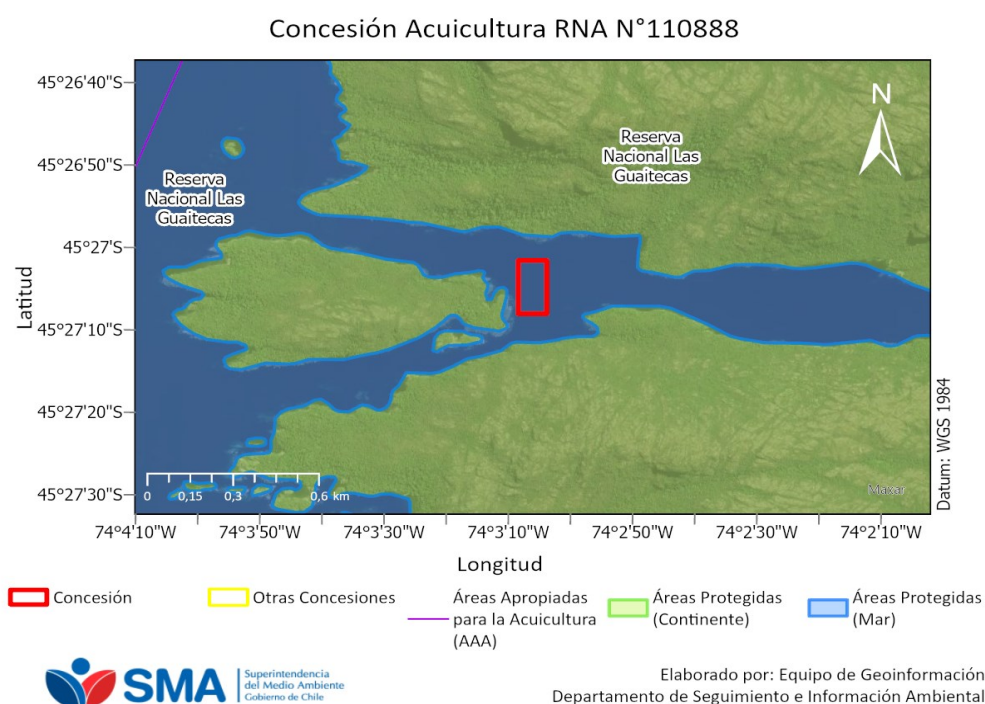 Concesión Acuicultura RNA N°110888
45°26'40"S
45°26'50"S
45°27'S
45°27'10"S
45°27'20"S
45°27'30"S
Latitud
N
Reserva
Nacional Las
Guaitecas
Reserva
Nacional Las
Guaitecas
Datum: WGS 1984
0 0,15 0,3 0,6 km
Maxar
74°4'10"W 74°3'50"W 74°3'30"W 74°3'10"W 74°2'50"W 74°2'30"W 74°2'10"W
Longitud
Concesión
Otras Concesiones
Áreas Apropiadas
para la Acuicultura
(AAA)
Áreas Protegidas
(Continente)
Áreas Protegidas
(Mar)
SMA
Superintendencia
del Medio Ambiente
Gobierno de Chile
Elaborado por: Equipo de Geoinformación
Departamento de Seguimiento e Información Ambiental